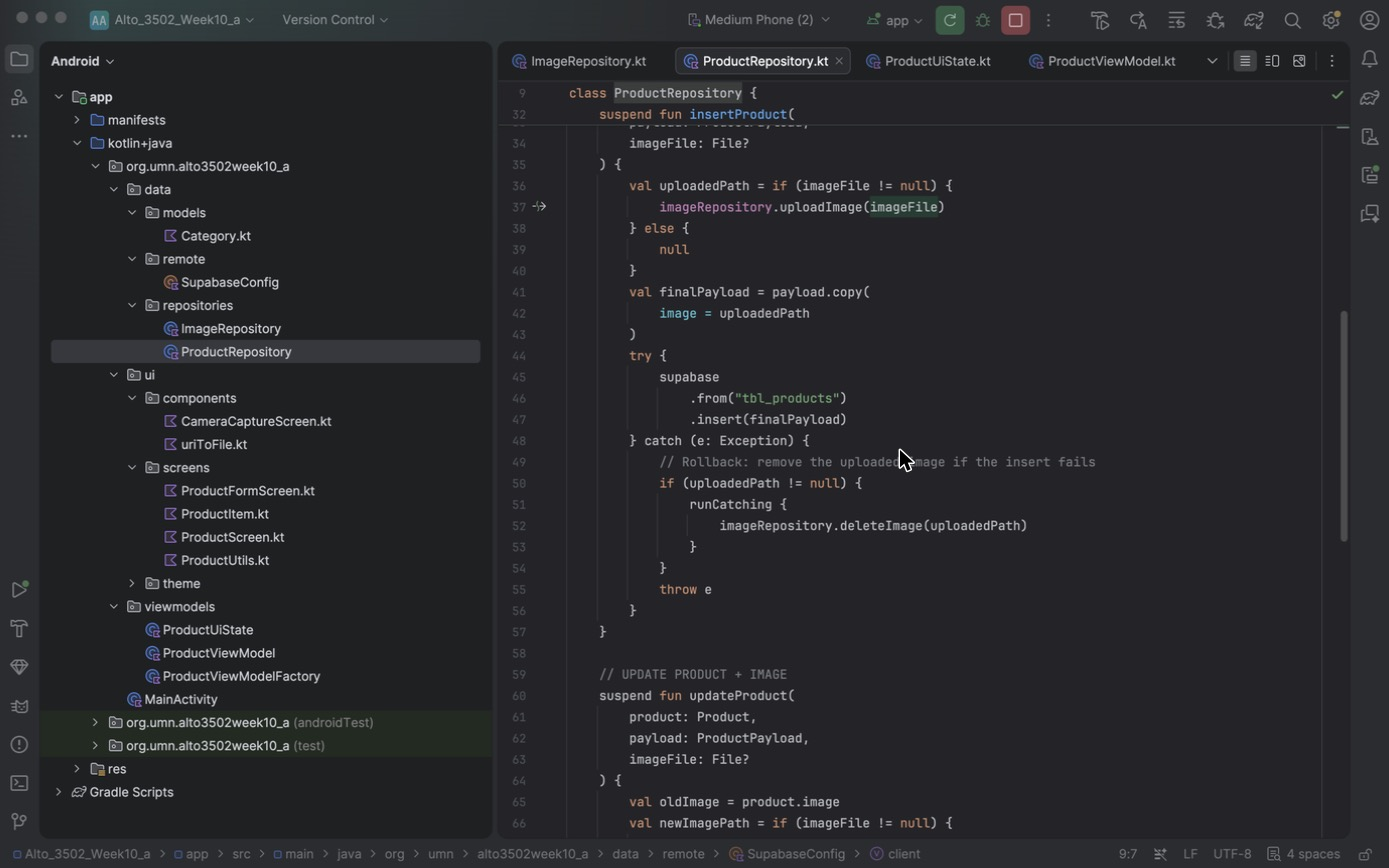 AA Alto_3502_Week10_a Version Control Medium Phone (2) app
Android
app
manifests
kotlin+java
org.umn.alto3502week10_a
data
models
Category.kt
remote
SupabaseConfig
repositories
ImageRepository
ProductRepository
ui
components
CameraCaptureScreen.kt
uriToFile.kt
screens
ProductFormScreen.kt
ProductItem.kt
ProductScreen.kt
ProductUtils.kt
theme
viewmodels
ProductUiState
ProductViewModel
ProductViewModelFactory
MainActivity
org.umn.alto3502week10_a (androidTest)
org.umn.alto3502week10_a (test)
res
Gradle Scripts
ImageRepository.kt ProductRepository.kt ProductUiState.kt ProductViewModel.kt
9 class ProductRepository {
32 suspend fun insertProduct(
34 imageFile: File?
35 ) {
36 val uploadedPath = if (imageFile != null) {
37 imageRepository.uploadImage(imageFile)
38 } else {
39 null
40 }
41 val finalPayload = payload.copy(
42 image = uploadedPath
43 )
44 try {
45 supabase
46 .from("tbl_products")
47 .insert(finalPayload)
48 } catch (e: Exception) {
49 // Rollback: remove the uploaded image if the insert fails
50 if (uploadedPath != null) {
51 runCatching {
52 imageRepository.deleteImage(uploadedPath)
53 }
54 }
55 throw e
56 }
57 }
58
59 // UPDATE PRODUCT + IMAGE
60 suspend fun updateProduct(
61 product: Product,
62 payload: ProductPayload,
63 imageFile: File?
64 ) {
65 val oldImage = product.image
66 val newImagePath = if (imageFile != null) {
Alto_3502_Week10_a > app > src > main > java > org > umn > alto3502week10_a > data > remote > SupabaseConfig > client 9:7 LF UTF-8 4 spaces